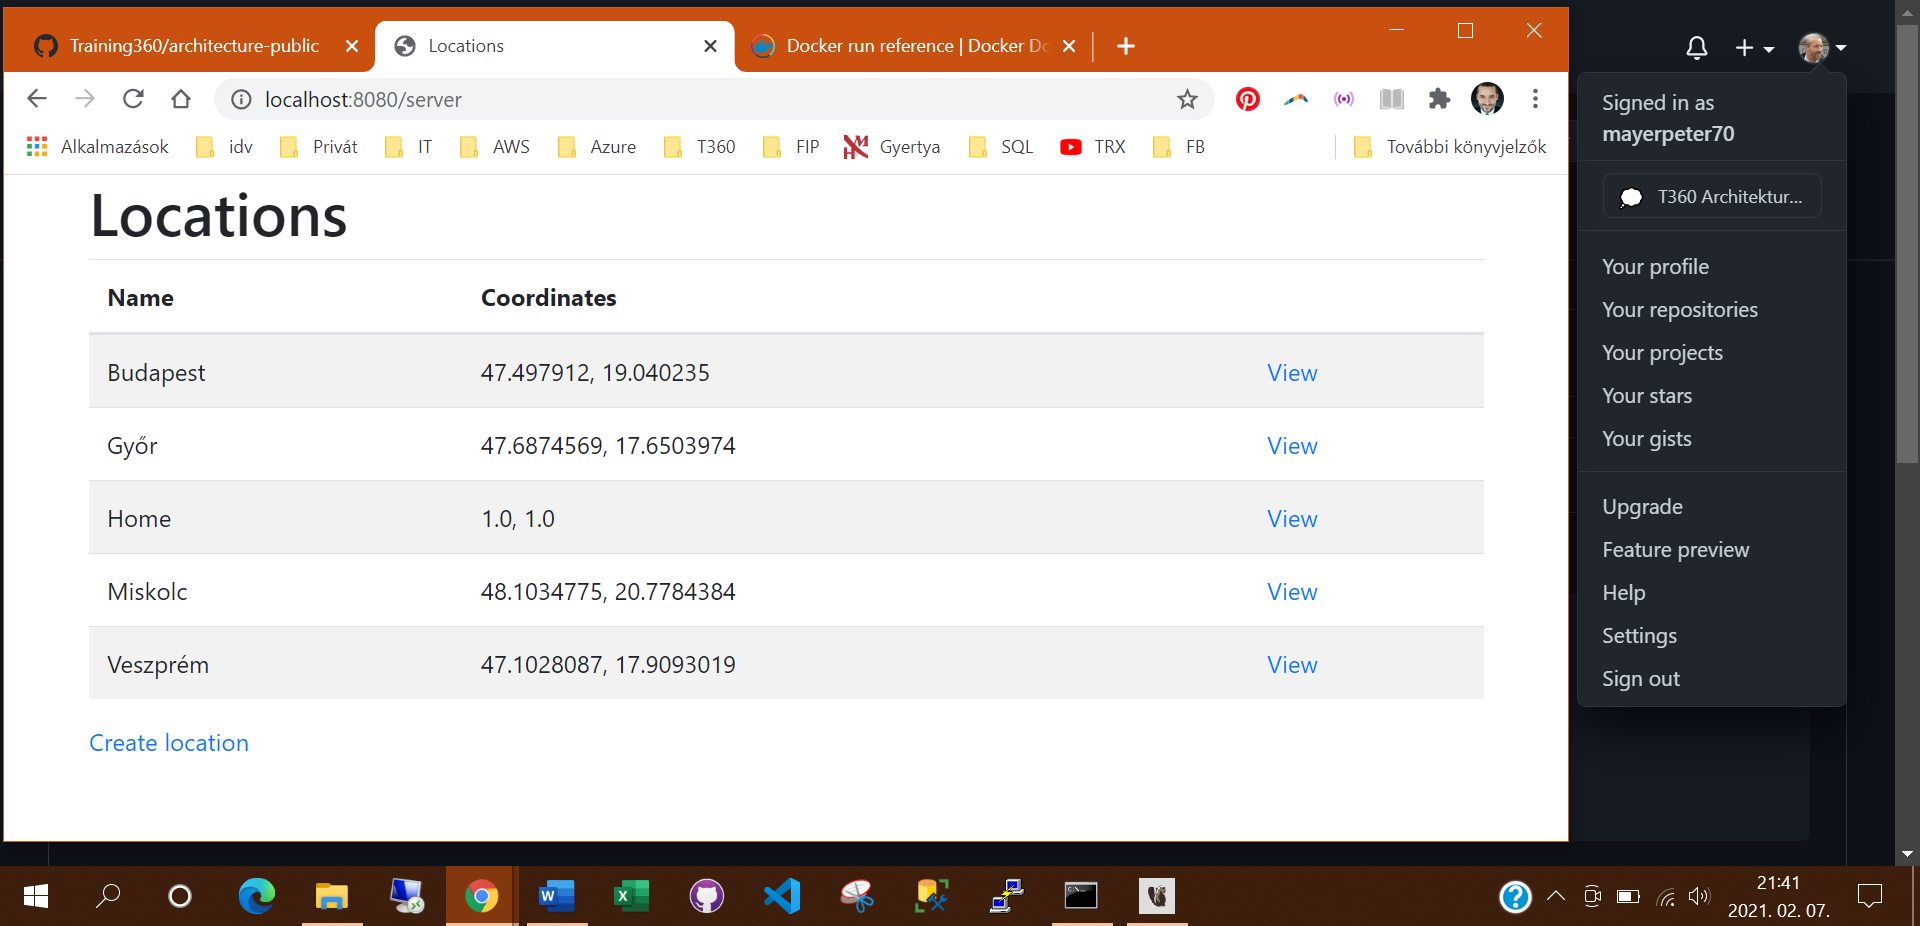 Training360/architecture-public
Locations
Docker run reference | Docker Do
localhost:8080/server
Alkalmazások idv Privát IT AWS Azure T360 FIP Gyertya SQL TRX FB További könyvjelzők
Locations
Name Coordinates
Budapest 47.497912, 19.040235 View
Győr 47.6874569, 17.6503974 View
Home 1.0, 1.0 View
Miskolc 48.1034775, 20.7784384 View
Veszprém 47.1028087, 17.9093019 View
Create location
Signed in as
mayerpeter70
T360 Architektur...
Your profile
Your repositories
Your projects
Your stars
Your gists
Upgrade
Feature preview
Help
Settings
Sign out
21:41
2021. 02. 07.